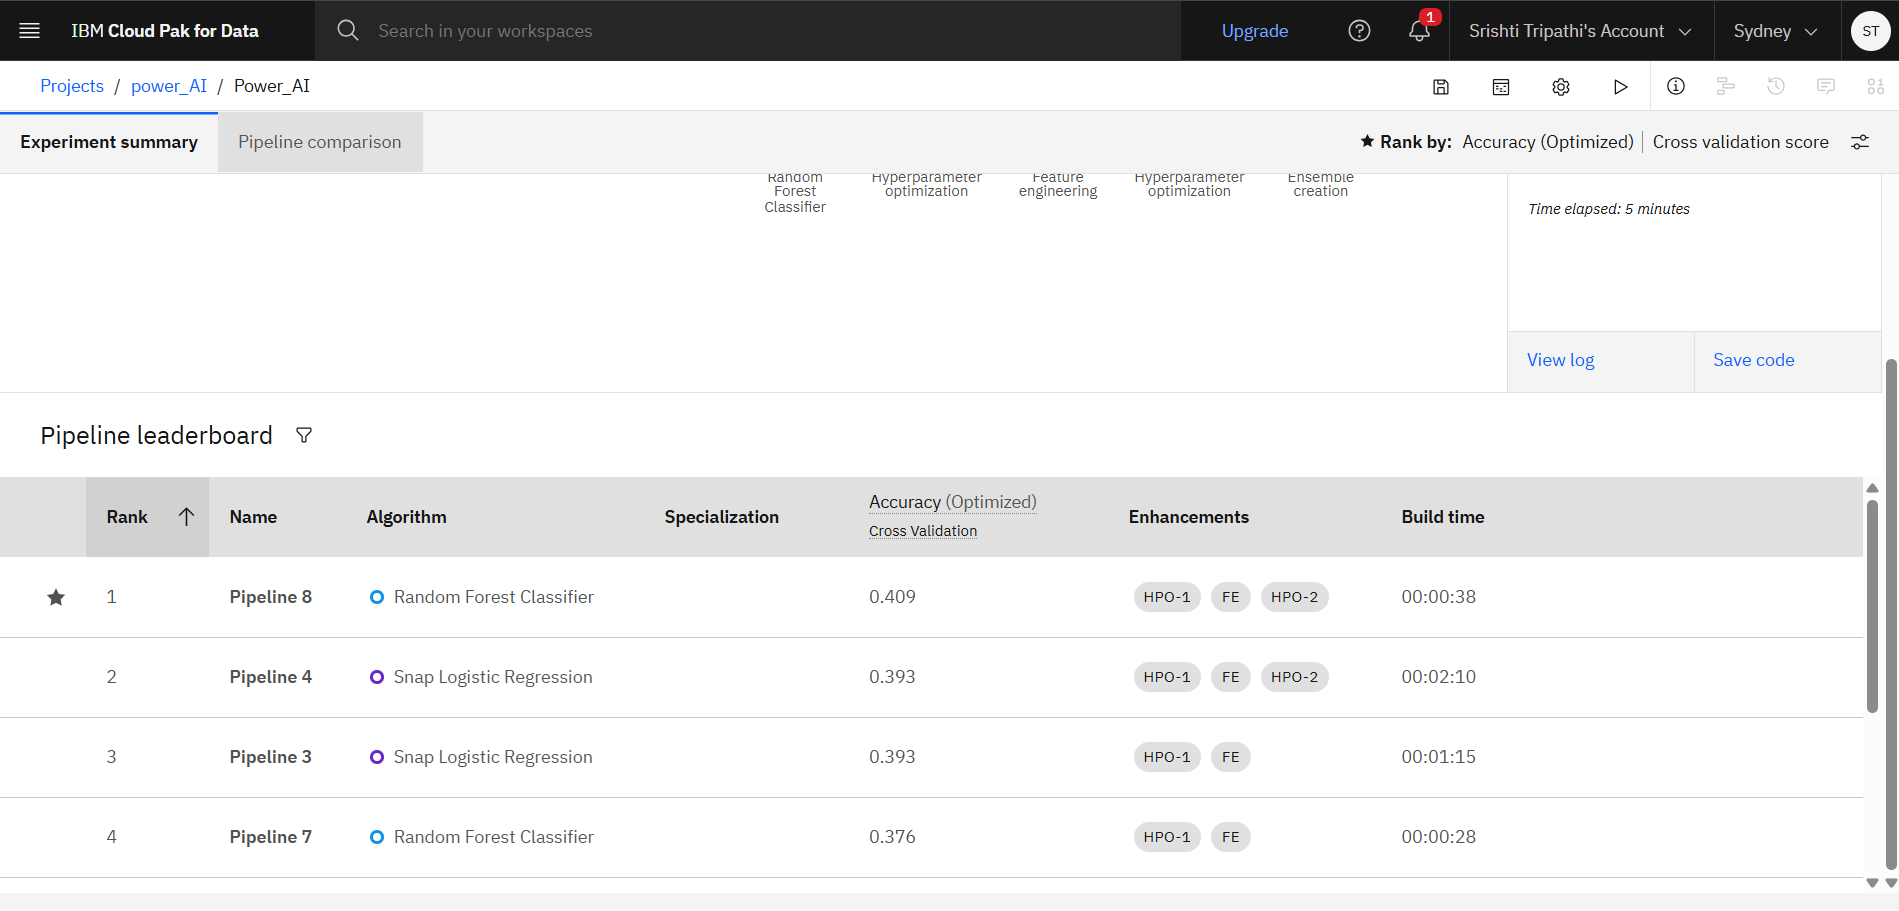 IBM Cloud Pak for Data
Search in your workspaces
Upgrade
1
Srishti Tripathi's Account
Sydney
ST
Projects / power_AI / Power_AI
Experiment summary
Pipeline comparison
★ Rank by: Accuracy (Optimized) | Cross validation score
Random
Forest
Classifier
Hyperparameter
optimization
Feature
engineering
Hyperparameter
optimization
Ensemble
creation
Time elapsed: 5 minutes
View log
Save code
Pipeline leaderboard
Rank ↑ Name Algorithm Specialization Accuracy (Optimized) Enhancements Build time
Cross Validation
★ 1 Pipeline 8 Random Forest Classifier 0.409 HPO-1 FE HPO-2 00:00:38
2 Pipeline 4 Snap Logistic Regression 0.393 HPO-1 FE HPO-2 00:02:10
3 Pipeline 3 Snap Logistic Regression 0.393 HPO-1 FE 00:01:15
4 Pipeline 7 Random Forest Classifier 0.376 HPO-1 FE 00:00:28